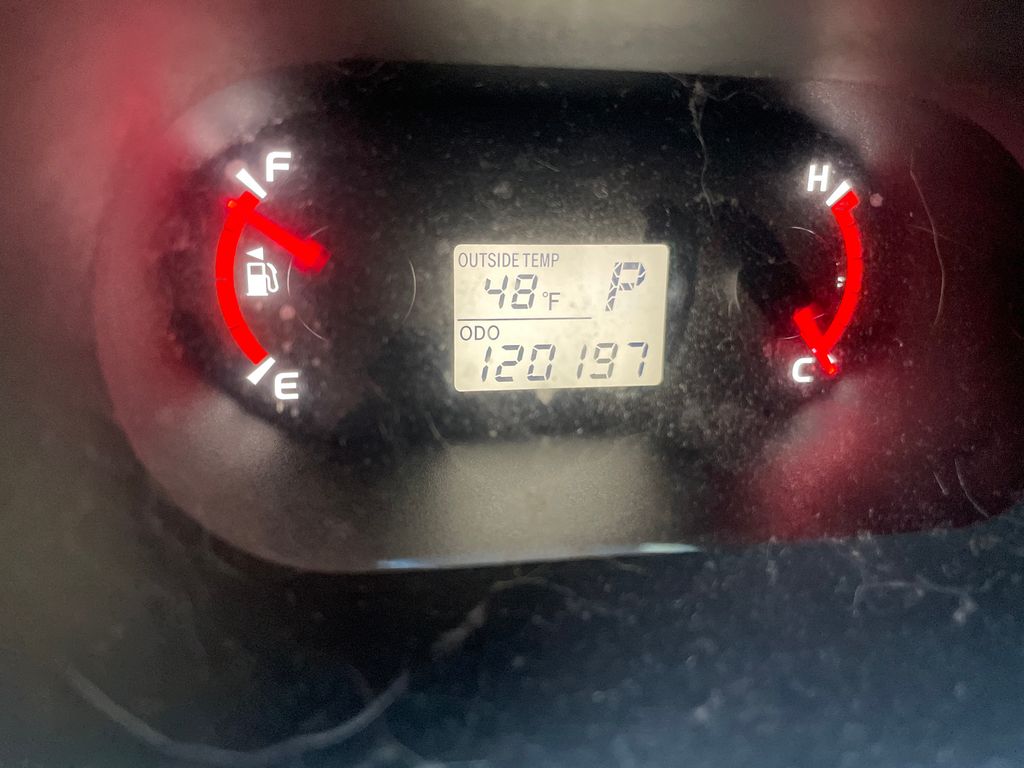 F
H
OUTSIDE TEMP
48°F P
ODO
120197
E
C